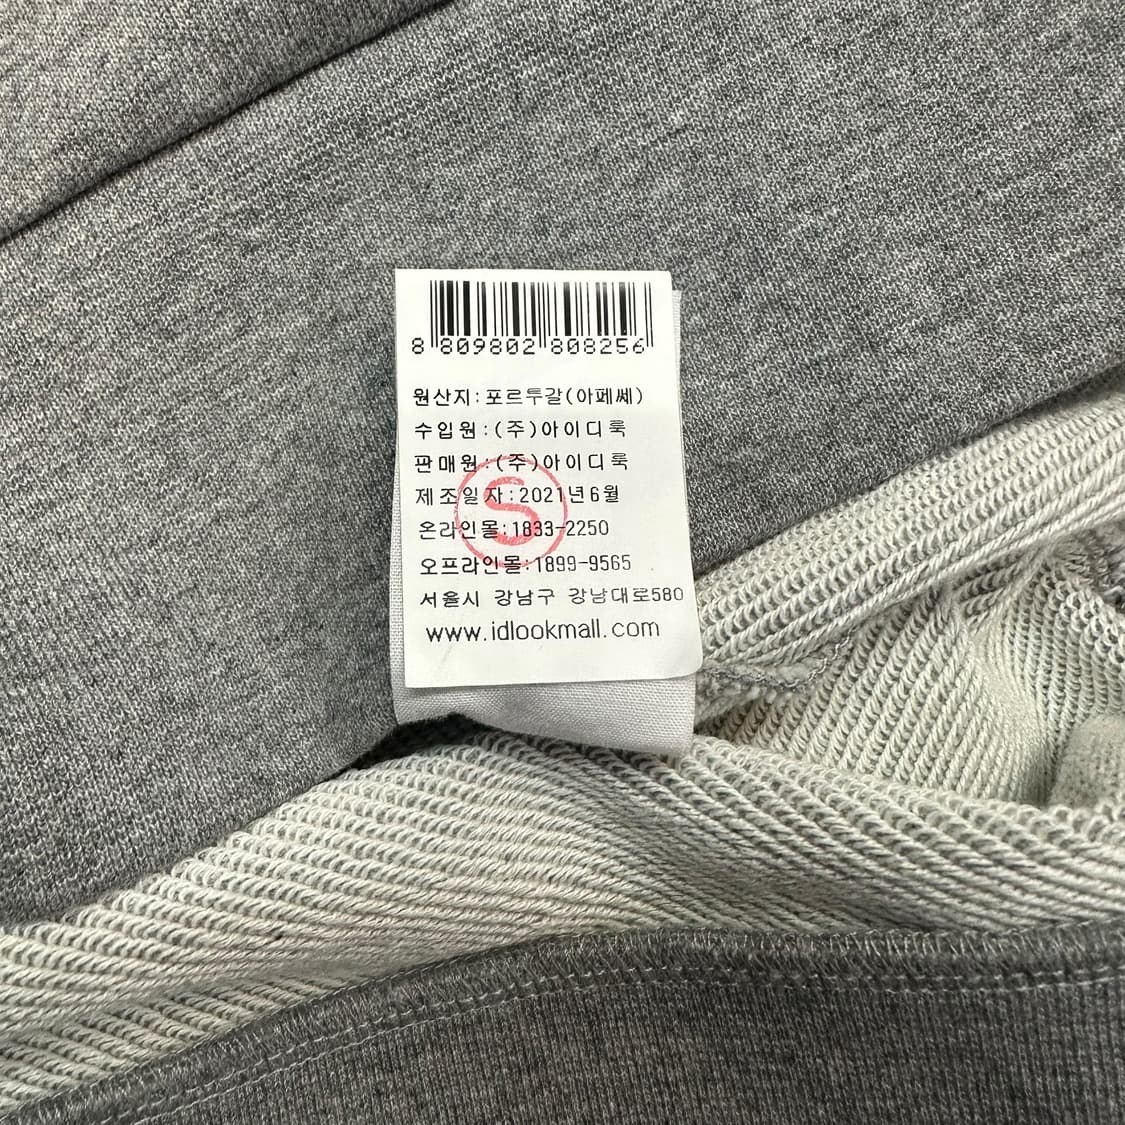 8 809802 808256
원산지:포르투갈(아페쎄)
수입원:(주)아이디룩
판매원:(주)아이디룩
제조일자:2021년6월
S
온라인몰:1833-2250
오프라인몰:1899-9565
서울시 강남구 강남대로580
www.idlookmall.com